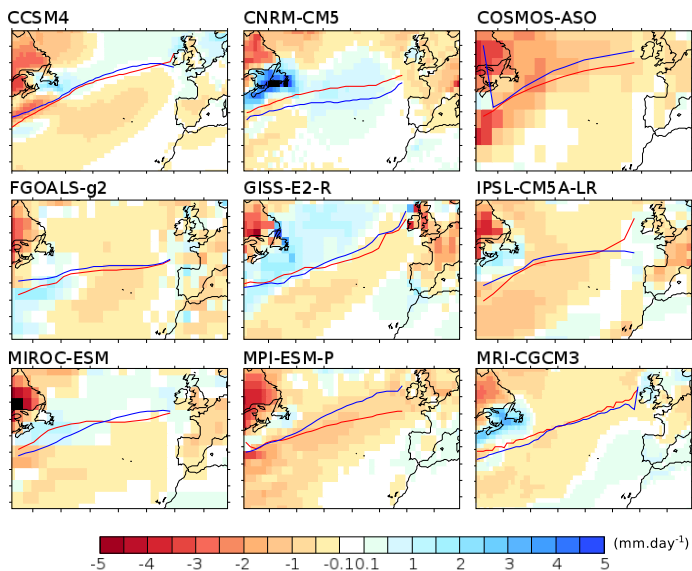 CCSM4 CNRM-CM5 COSMOS-ASO
FGOALS-g2 GISS-E2-R IPSL-CM5A-LR
MIROC-ESM MPI-ESM-P MRI-CGCM3
-5 -4 -3 -2 -1 -0.1 0.1 1 2 3 4 5 (mm.day⁻¹)